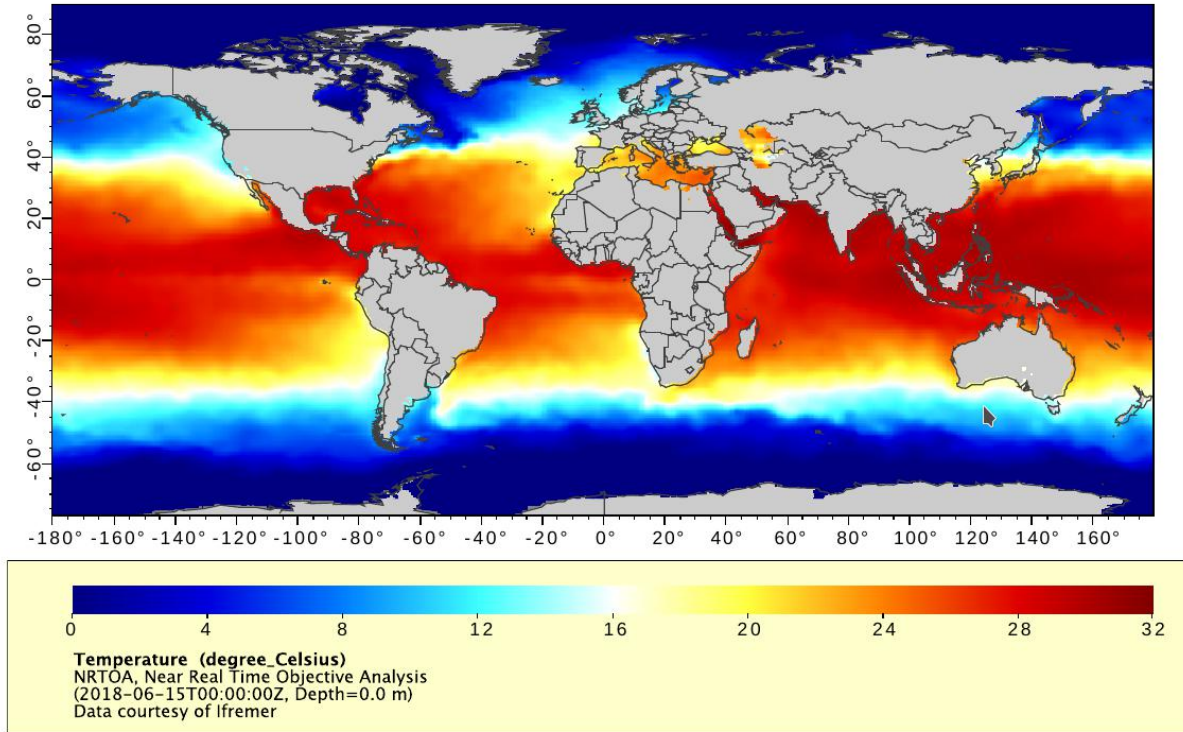 80°
60°
40°
20°
0°
-20°
-40°
-60°
-180° -160° -140° -120° -100° -80° -60° -40° -20° 0° 20° 40° 60° 80° 100° 120° 140° 160°
0 4 8 12 16 20 24 28 32
Temperature (degree_Celsius)
NRTOA, Near Real Time Objective Analysis
(2018-06-15T00:00:00Z, Depth=0.0 m)
Data courtesy of Ifremer